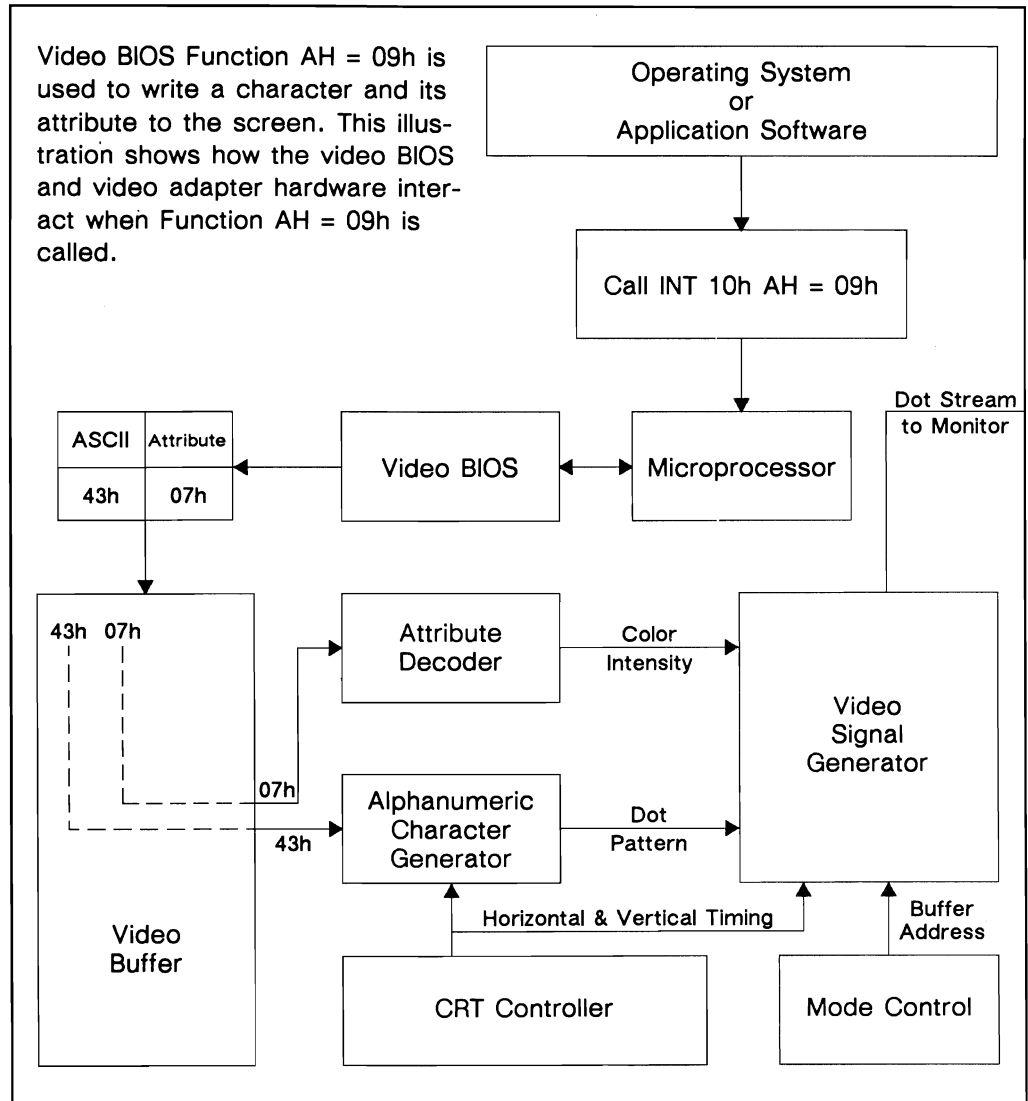 Video BIOS Function AH = 09h is
used to write a character and its
attribute to the screen. This illus-
tration shows how the video BIOS
and video adapter hardware inter-
act when Function AH = 09h is
called.
Operating System
or
Application Software
Call INT 10h AH = 09h
Dot Stream
to Monitor
ASCII Attribute
43h 07h
Video BIOS
Microprocessor
43h 07h
Attribute
Decoder
Color
Intensity
Video
Signal
Generator
07h
43h
Alphanumeric
Character
Generator
Dot
Pattern
Video
Buffer
Horizontal & Vertical Timing
Buffer
Address
CRT Controller
Mode Control